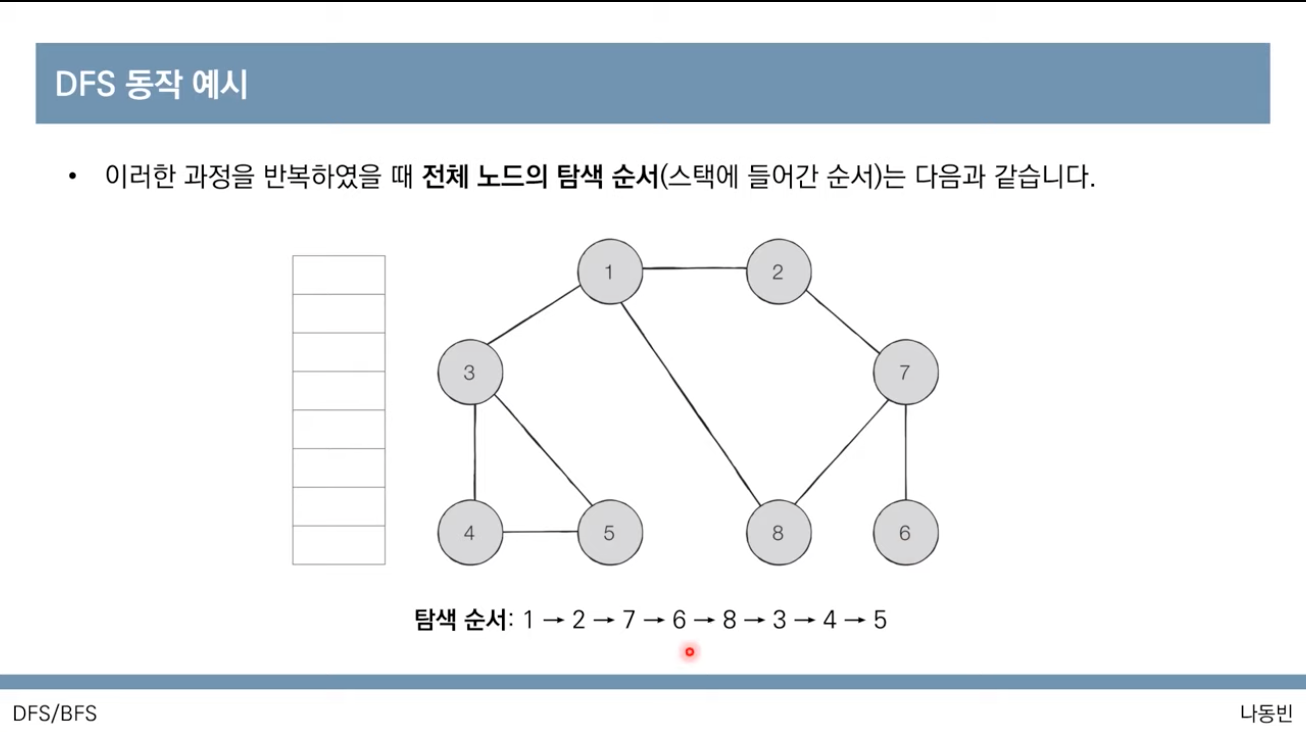 DFS 동작 예시
• 이러한 과정을 반복하였을 때 전체 노드의 탐색 순서(스택에 들어간 순서)는 다음과 같습니다.
1 2
3 7
4 5 8 6
탐색 순서: 1 → 2 → 7 → 6 → 8 → 3 → 4 → 5
DFS/BFS 나동빈